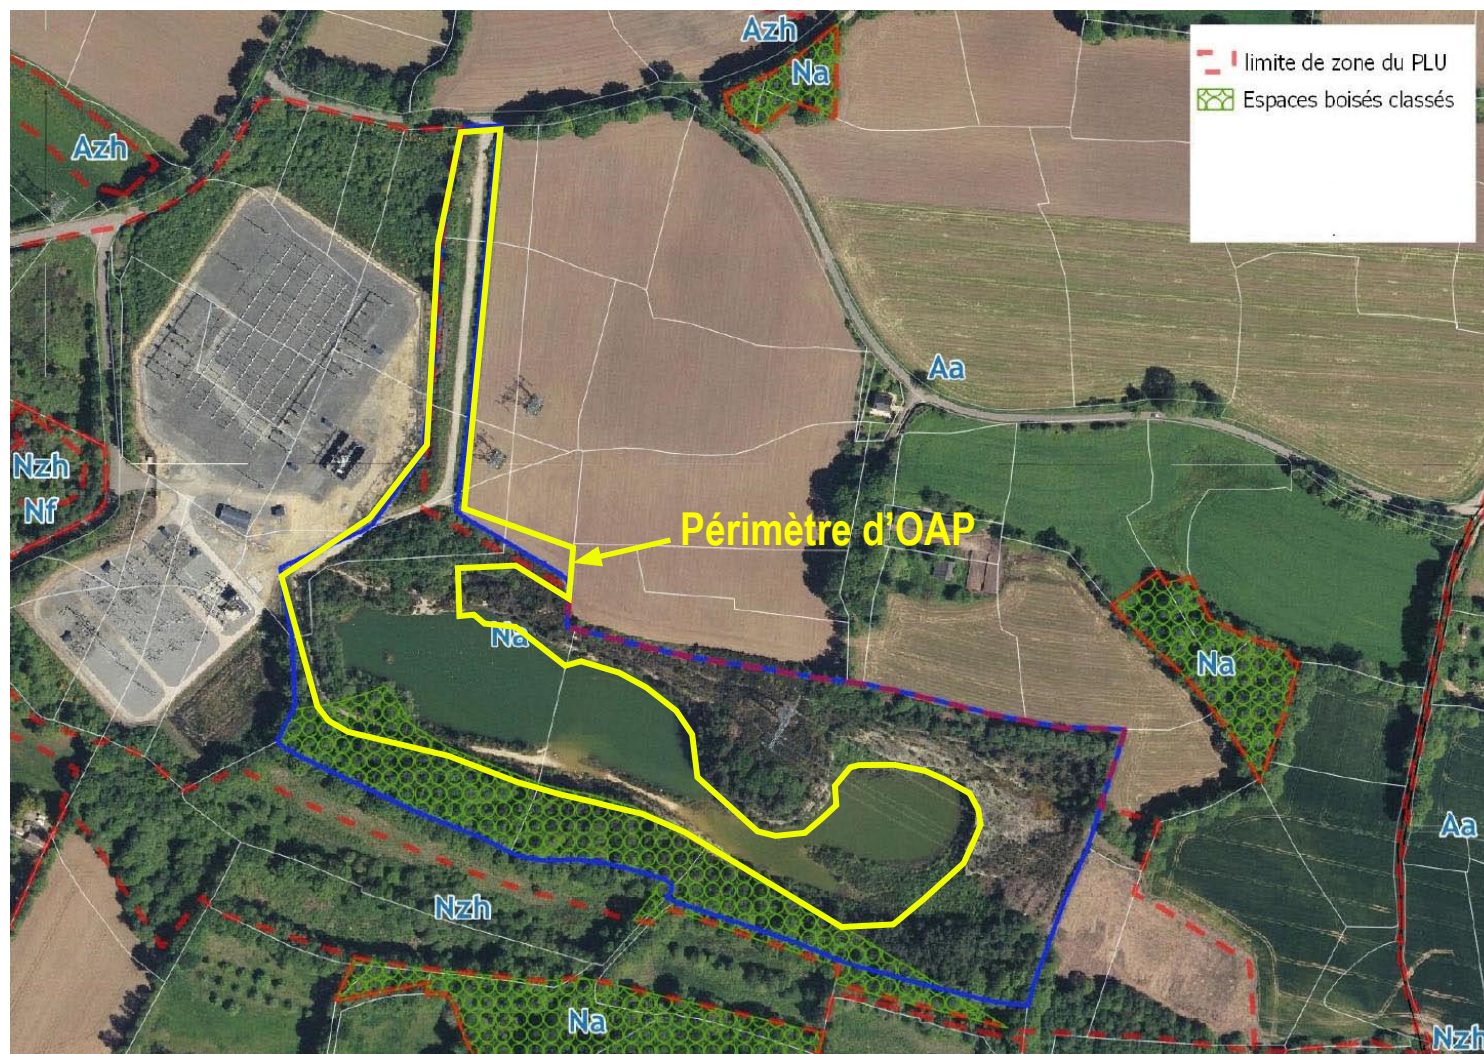 Azh
Na
limite de zone du PLU
Espaces boisés classés
Azh
Aa
Nzh
Nf
Périmètre d'OAP
Na
Na
Aa
Nzh
Na
Nzh